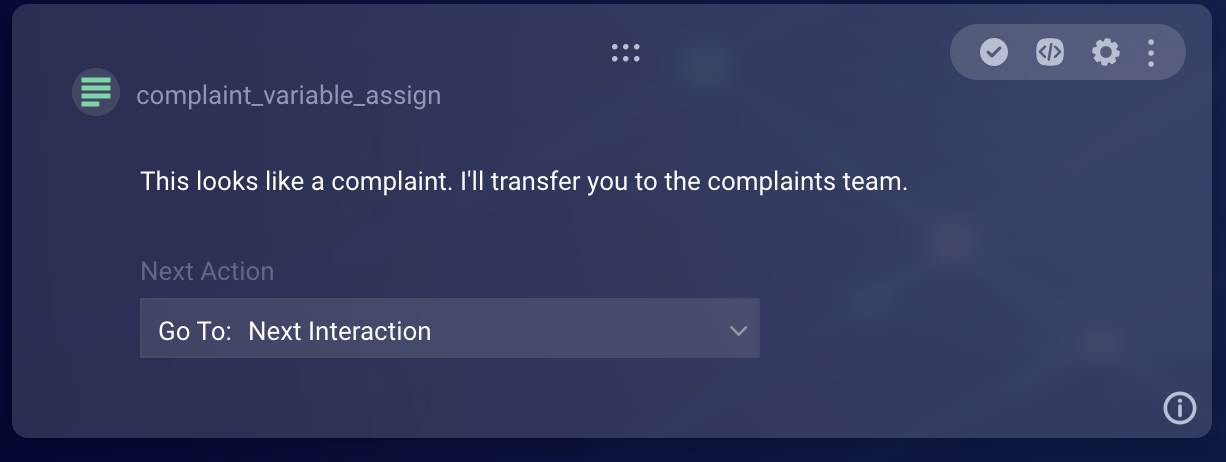 complaint_variable_assign
This looks like a complaint. I'll transfer you to the complaints team.
Next Action
Go To: Next Interaction